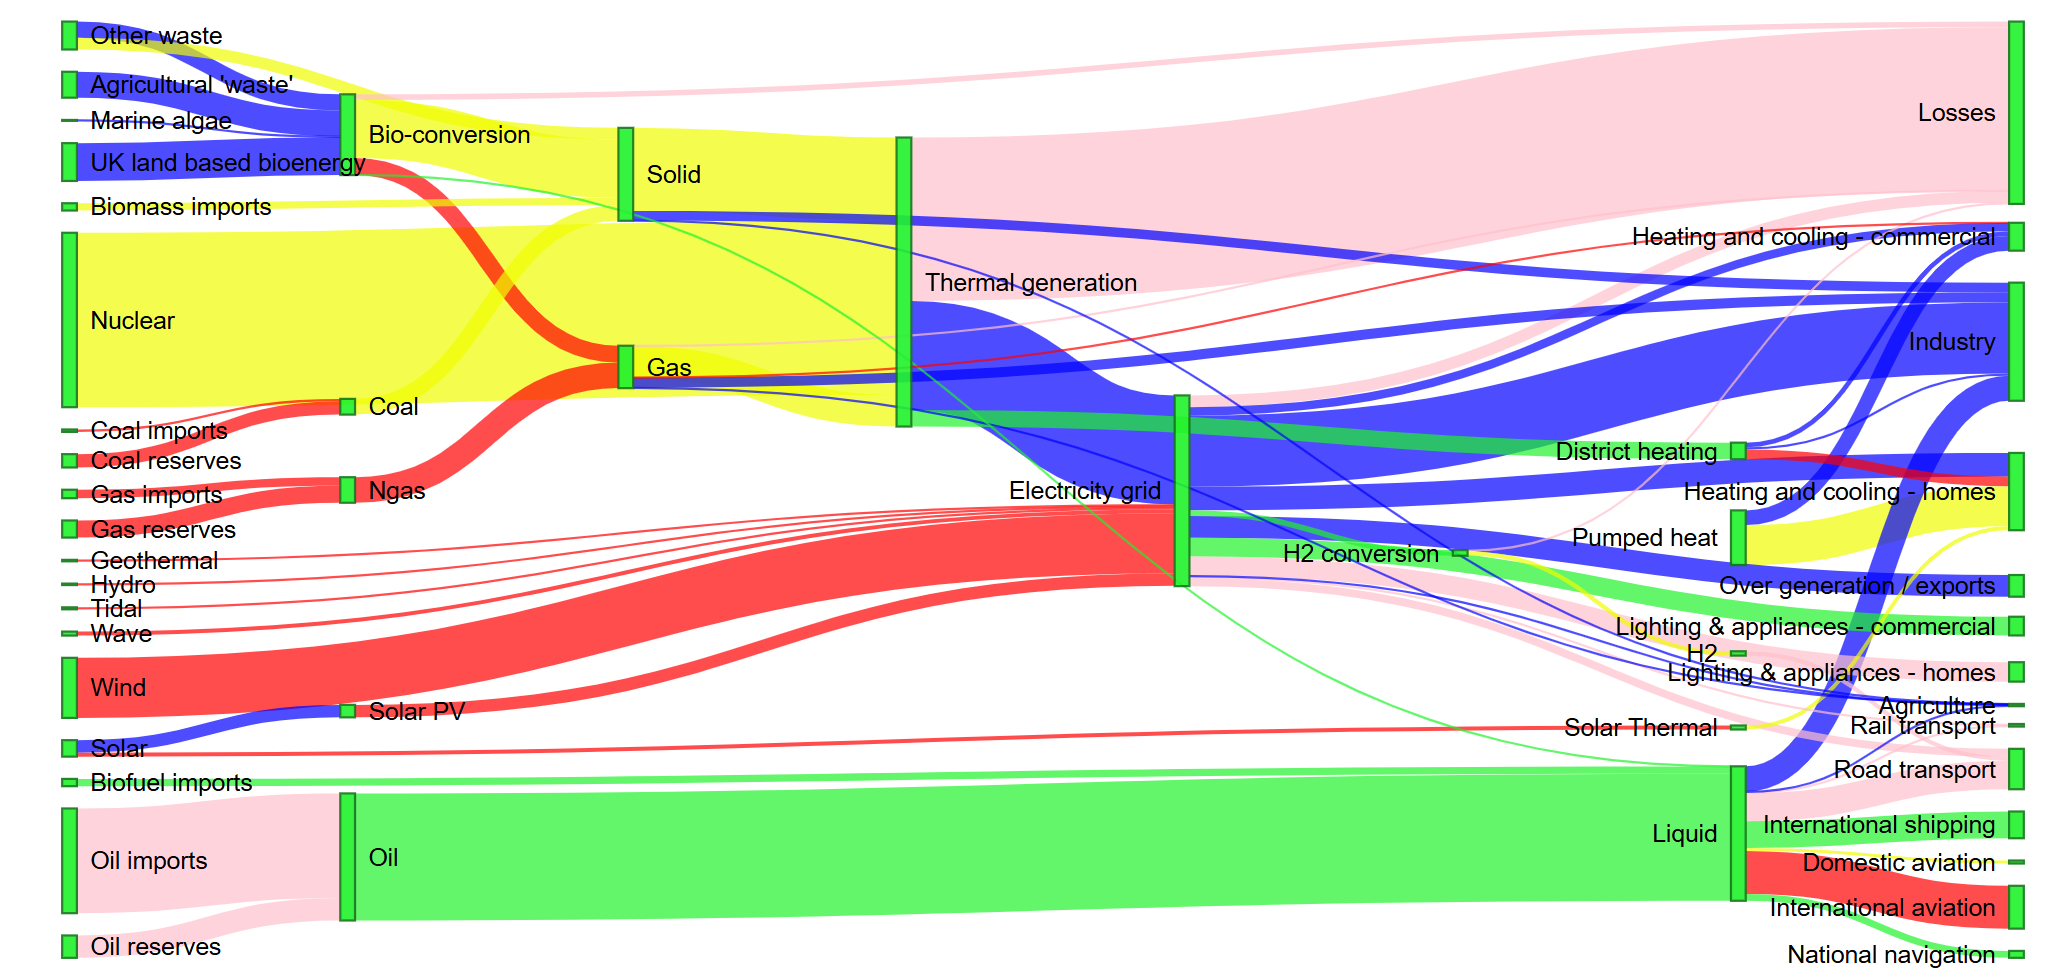 Other waste
Agricultural 'waste'
Marine algae
UK land based bioenergy
Biomass imports
Nuclear
Coal imports
Coal reserves
Gas imports
Gas reserves
Geothermal
Hydro
Tidal
Wave
Wind
Solar
Biofuel imports
Oil imports
Oil reserves
Bio-conversion
Coal
Ngas
Solar PV
Oil
Solid
Gas
Thermal generation
Electricity grid
H2 conversion
District heating
Pumped heat
H2
Solar Thermal
Liquid
Losses
Heating and cooling - commercial
Industry
Heating and cooling - homes
Over generation / exports
Lighting & appliances - commercial
Lighting & appliances - homes
Agriculture
Rail transport
Road transport
International shipping
Domestic aviation
International aviation
National navigation